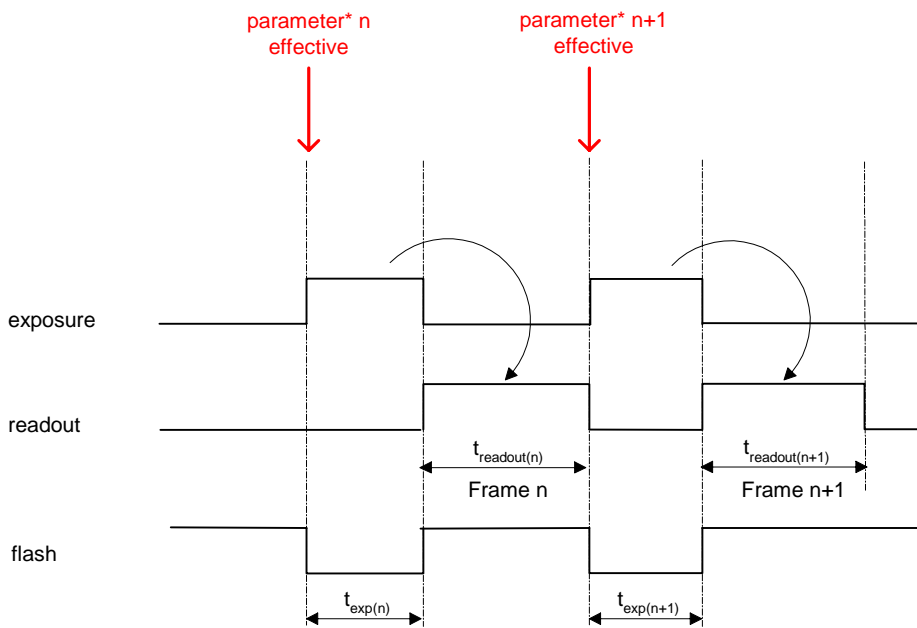 parameter* n
effective
parameter* n+1
effective
exposure
readout
t_readout(n)
t_readout(n+1)
Frame n
Frame n+1
flash
t_exp(n)
t_exp(n+1)